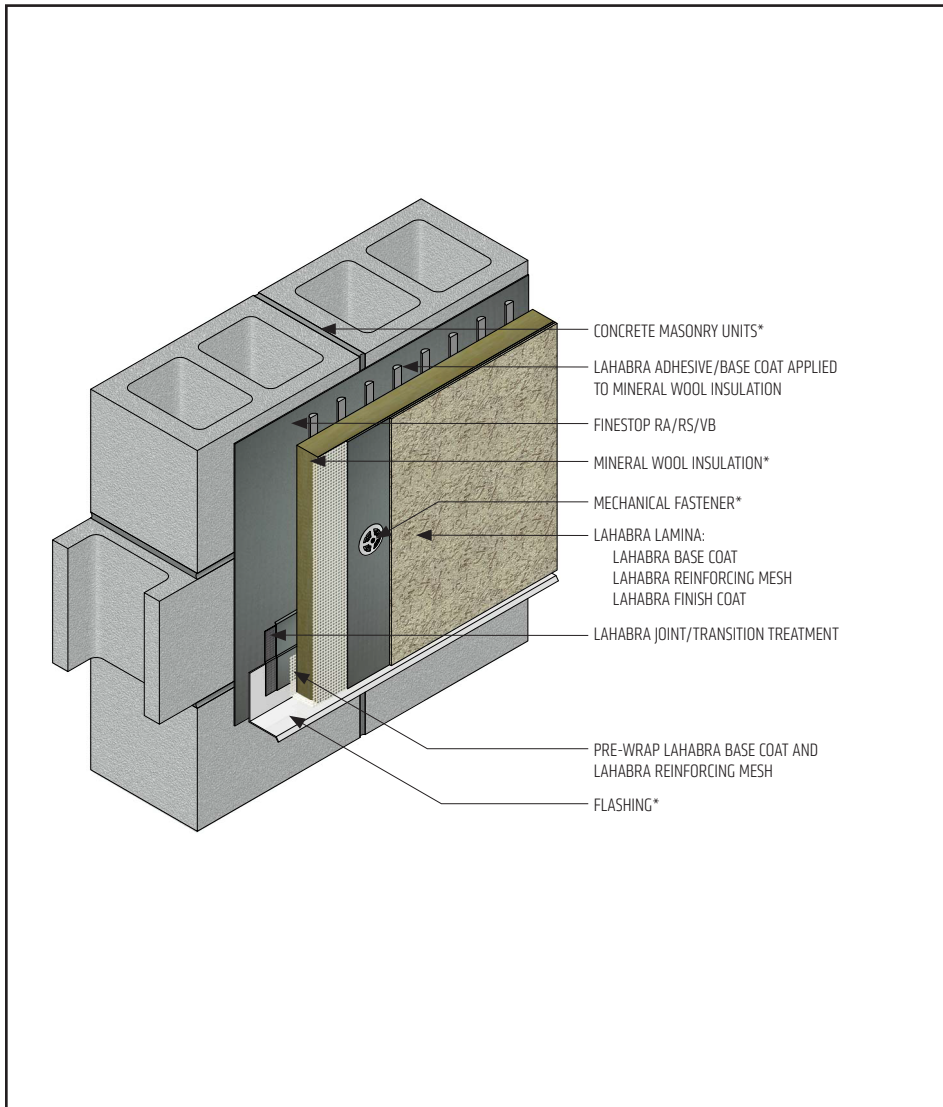 CONCRETE MASONRY UNITS*
LAHABRA ADHESIVE/BASE COAT APPLIED
TO MINERAL WOOL INSULATION
FINESTOP RA/RS/VB
MINERAL WOOL INSULATION*
MECHANICAL FASTENER*
LAHABRA LAMINA:
LAHABRA BASE COAT
LAHABRA REINFORCING MESH
LAHABRA FINISH COAT
LAHABRA JOINT/TRANSITION TREATMENT
PRE-WRAP LAHABRA BASE COAT AND
LAHABRA REINFORCING MESH
FLASHING*